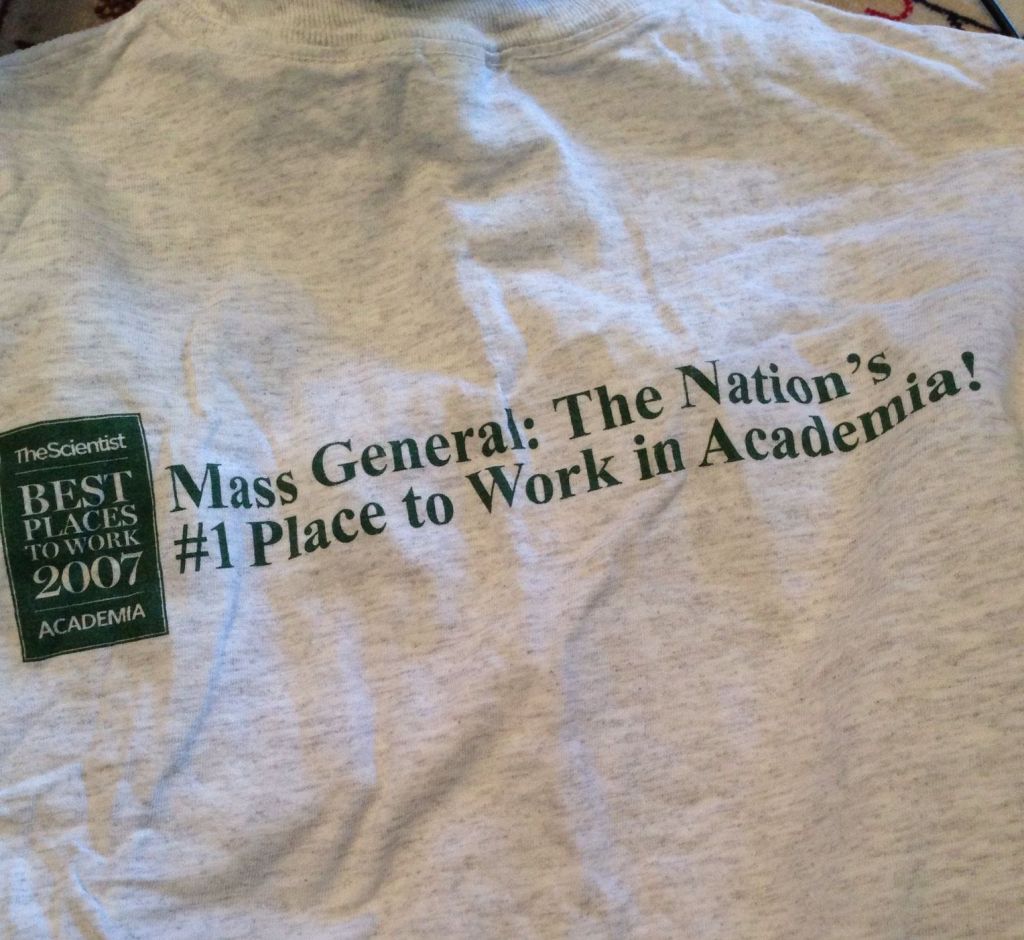 TheScientist
BEST
PLACES
TO WORK
2007
ACADEMIA
Mass General: The Nation's
#1 Place to Work in Academia!